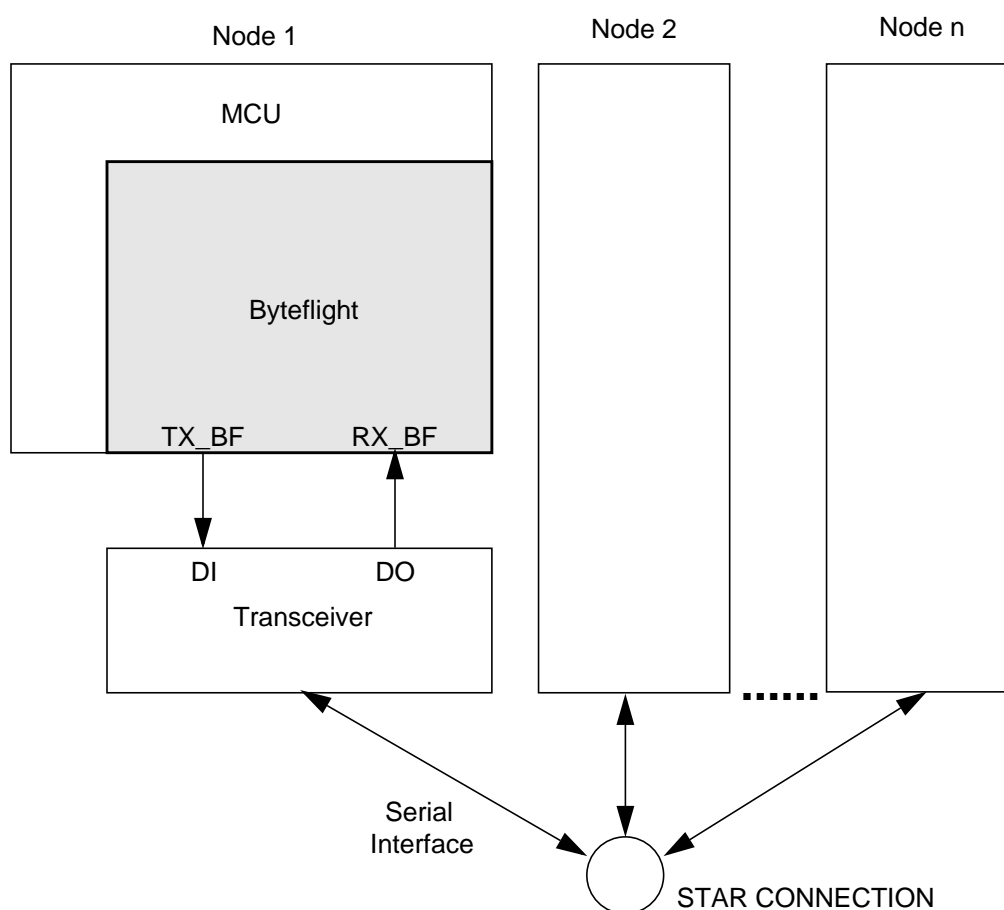 Node 1
Node 2
Node n
MCU
Byteflight
TX_BF
RX_BF
DI
DO
Transceiver
Serial
Interface
STAR CONNECTION